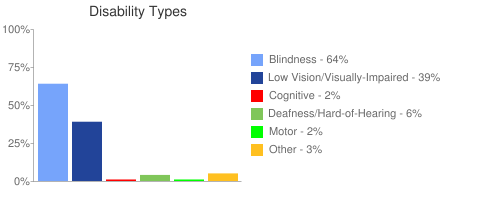 Disability Types
100%
75%
50%
25%
0%
Blindness - 64%
Low Vision/Visually-Impaired - 39%
Cognitive - 2%
Deafness/Hard-of-Hearing - 6%
Motor - 2%
Other - 3%